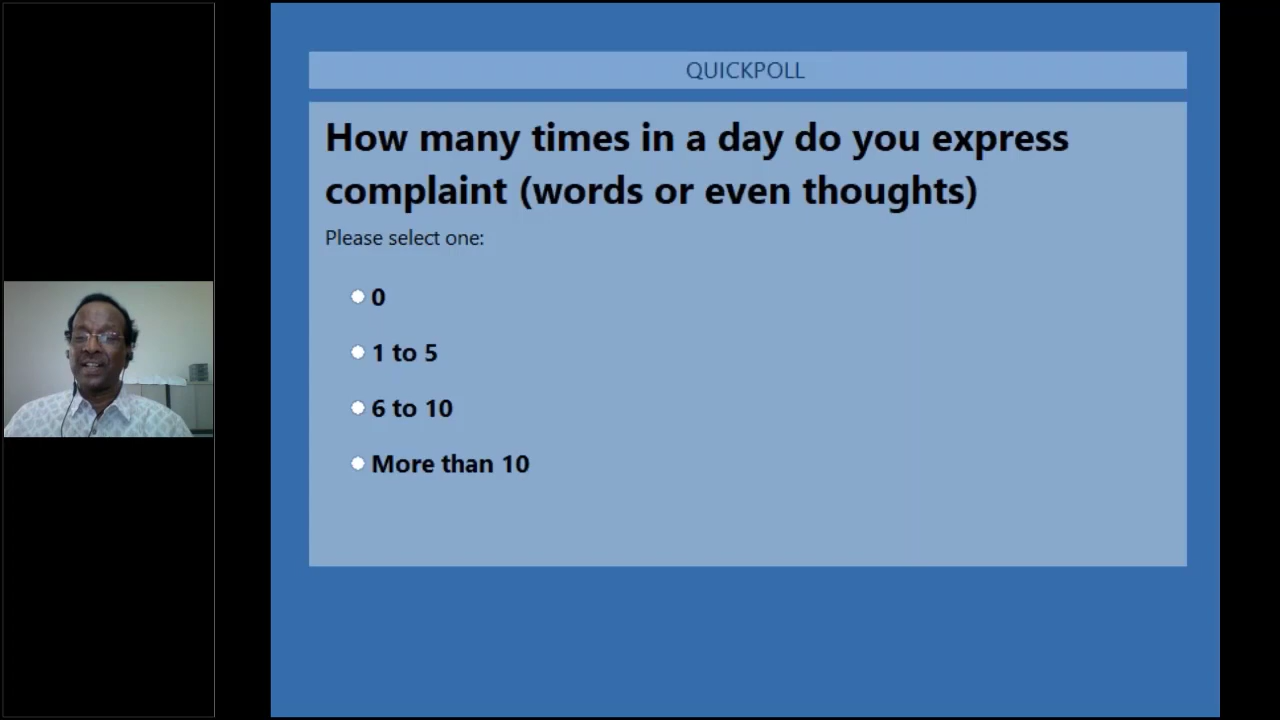 QUICKPOLL
How many times in a day do you express
complaint (words or even thoughts)
Please select one:
0
1 to 5
6 to 10
More than 10